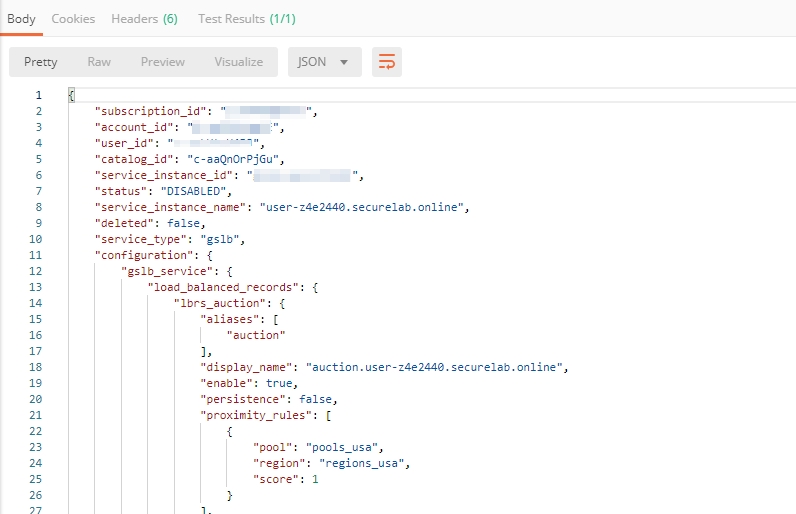 Body Cookies Headers (6) Test Results (1/1)
Pretty Raw Preview Visualize JSON
1 {
2 "subscription_id": "",
3 "account_id": "",
4 "user_id": "",
5 "catalog_id": "c-aaQnOrPjGu",
6 "service_instance_id": "",
7 "status": "DISABLED",
8 "service_instance_name": "user-z4e2440.securelab.online",
9 "deleted": false,
10 "service_type": "gslb",
11 "configuration": {
12 "gslb_service": {
13 "load_balanced_records": {
14 "lbrs_auction": {
15 "aliases": [
16 "auction"
17 ],
18 "display_name": "auction.user-z4e2440.securelab.online",
19 "enable": true,
20 "persistence": false,
21 "proximity_rules": [
22 {
23 "pool": "pools_usa",
24 "region": "regions_usa",
25 "score": 1
26 }
27 ],